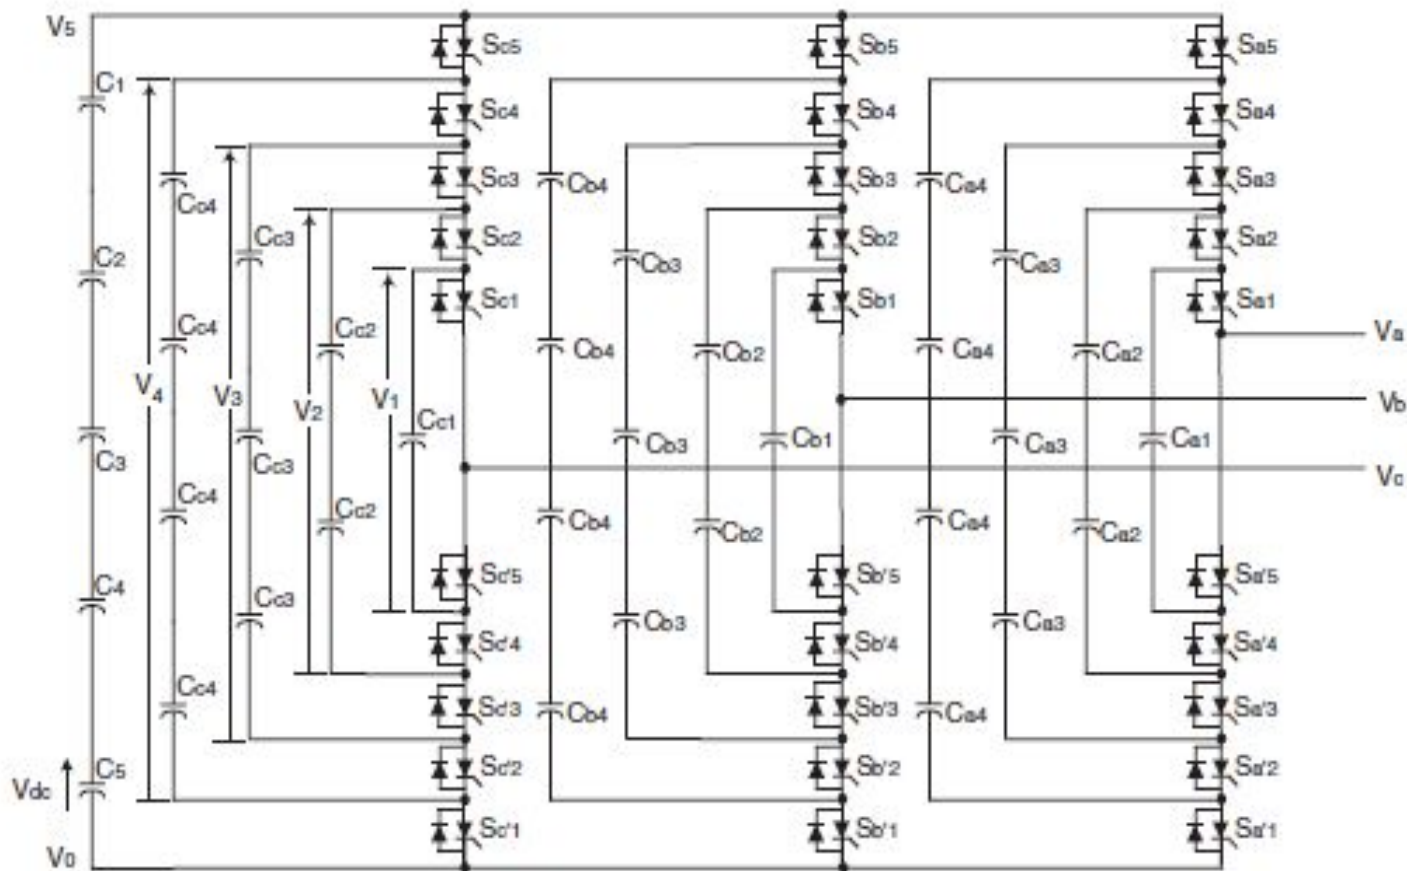 V5 Sc5 Sb5 Sa5
C1 Sc4 Sb4 Sa4
Cc4 Sc3 Cb4 Sb3 Ca4 Sa3
C2 Cc3 Sc2 Cb3 Sb2 Ca3 Sa2
Sc1 Sb1 Sa1
Cc4 Cc2 Cb4 Cb2 Ca4 Ca2 Va
V4 V3 V2 V1 Vb
C3 Cc3 Cc1 Cb3 Cb1 Ca3 Ca1 Vc
Cc4 Cc2 Cb4 Cb2 Ca4 Ca2
C4 Cc3 Sc'5 Cb3 Sb'5 Ca3 Sa'5
Sc'4 Sb'4 Sa'4
Cc4 Sc'3 Cb4 Sb'3 Ca4 Sa'3
Vdc C5 Sc'2 Sb'2 Sa'2
V0 Sc'1 Sb'1 Sa'1